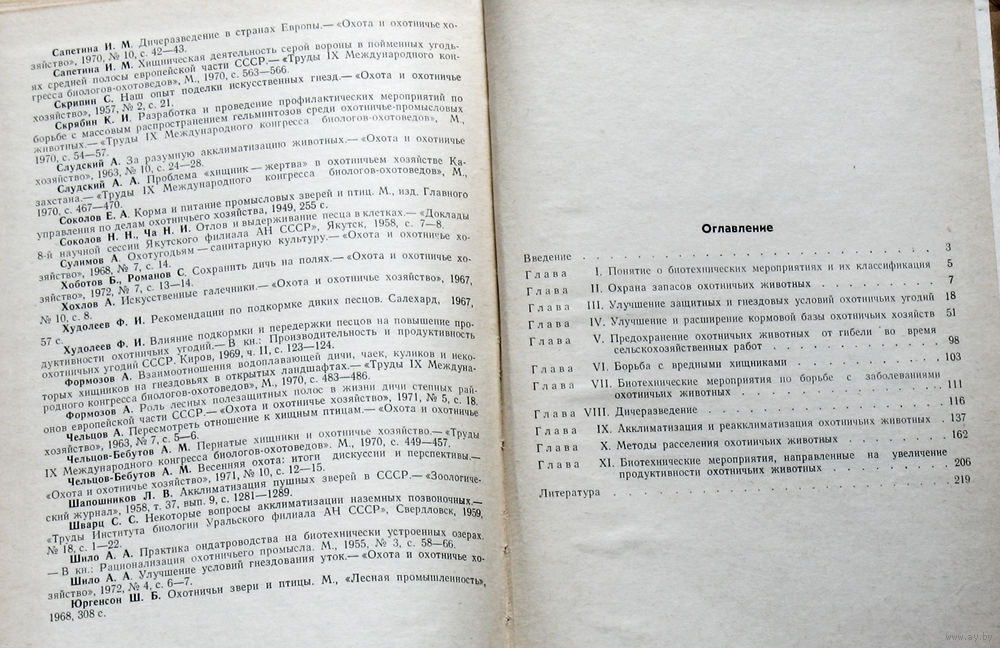 Сапетина И. М. Дичеразведение в странах Европы.— «Охота и охотничье хо-
зяйство», 1970, № 10, с. 42—43.
Сапетина И. М. Хищническая деятельность серой вороны в пойменных угодь-
ях средней полосы европейской части СССР.— «Труды IX Международного кон-
гресса биологов-охотоведов», М., 1970, с. 563—566.
Скрипин С. Наш опыт поделки искусственных гнезд.— «Охота и охотничье
хозяйство», 1957, № 2, с. 21.
Скрябин К. И. Разработка и проведение профилактических мероприятий по
борьбе с массовым распространением гельминтозов среди охотничье-промысловых
животных.— «Труды IX Международного конгресса биологов-охотоведов», М.,
1970, с. 54—57.
Слудский А. За разумную акклиматизацию животных.— «Охота и охотничье
хозяйство», 1963, № 10, с. 24—28.
Слудский А. А. Проблема «хищник — жертва» в охотничьем хозяйстве Ка-
захстана.— «Труды IX Международного конгресса биологов-охотоведов», М.,
1970, с. 467—470.
Соколов Е. А. Корма и питание промысловых зверей и птиц. М., изд. Главного
управления по делам охотничьего хозяйства, 1949, 255 с.
Соколов Н. Н., Ча Н. И. Отлов и выдерживание песца в клетках.— «Доклады
8-й научной сессии Якутского филиала АН СССР», Якутск, 1958, с. 7—8.
Сулимов А. Охотугодьям — санитарную культуру.— «Охота и охотничье хо-
зяйство», 1968, № 7, с. 14.
Хоботов Б., Романов С. Сохранить дичь на полях.— «Охота и охотничье хо-
зяйство», 1972, № 7, с. 13—14.
Хохлов А. Искусственные галечники.— «Охота и охотничье хозяйство», 1967,
№ 10, с. 8.
Худолеев Ф. И. Рекомендации по подкормке диких песцов. Салехард, 1967,
57 с.
Худолеев Ф. И. Влияние подкормки и передержки песцов на повышение про-
дуктивности охотничьих угодий.— В кн.: Производительность и продуктивность
охотничьих угодий СССР. Киров, 1969, ч. II, с. 123—124.
Формозов А. Взаимоотношения водоплавающей дичи, чаек, куликов и неко-
торых хищников на гнездовьях в открытых ландшафтах.— «Труды IX Междуна-
родного конгресса биологов-охотоведов», М., 1970, с. 483—486.
Формозов А. Роль лесных полезащитных полос в жизни дичи степных рай-
онов европейской части СССР.— «Охота и охотничье хозяйство», 1971, № 5, с. 18.
Чельцов А. Пересмотреть отношение к хищным птицам.— «Охота и охотничье
хозяйство», 1963, № 7, с. 5—6.
Чельцов-Бебутов А. М. Пернатые хищники и охотничье хозяйство.— «Труды
IX Международного конгресса биологов-охотоведов». М., 1970, с. 449—457.
Чельцов-Бебутов А. М. Весенняя охота: итоги дискуссии и перспективы.—
«Охота и охотничье хозяйство», 1971, № 10, с. 12—15.
Шапошников Л. В. Акклиматизация пушных зверей в СССР.— «Зоологиче-
ский журнал», 1958, т. 37, вып. 9, с. 1281—1289.
Шварц С. С. Некоторые вопросы акклиматизации наземных позвоночных.—
«Труды Института биологии Уральского филиала АН СССР», Свердловск, 1959,
№ 18, с. 1—22.
Шило А. А. Практика ондатроводства на биотехнически устроенных озерах.
— В кн.: Рационализация охотничьего промысла. М., 1955, № 3, с. 58—66.
Шило А. А. Улучшение условий гнездования уток.— «Охота и охотничье хо-
зяйство», 1972, № 4, с. 6—7.
Юргенсон Ш. Б. Охотничьи звери и птицы. М., «Лесная промышленность»,
1968, 308 с.
Оглавление
Введение . . . . . . . . . . . . . . . . . . . 3
Глава I. Понятие о биотехнических мероприятиях и их классификация 5
Глава II. Охрана запасов охотничьих животных . . . . . . . 7
Глава III. Улучшение защитных и гнездовых условий охотничьих угодий 18
Глава IV. Улучшение и расширение кормовой базы охотничьих хозяйств 51
Глава V. Предохранение охотничьих животных от гибели во время
сельскохозяйственных работ . . . . . . . . . . 98
Глава VI. Борьба с вредными хищниками . . . . . . . . . 103
Глава VII. Биотехнические мероприятия по борьбе с заболеваниями
охотничьих животных . . . . . . . . . . . 111
Глава VIII. Дичеразведение . . . . . . . . . . . . . 116
Глава IX. Акклиматизация и реакклиматизация охотничьих животных . 137
Глава X. Методы расселения охотничьих животных . . . . . . 162
Глава XI. Биотехнические мероприятия, направленные на увеличение
продуктивности охотничьих животных . . . . . . . 206
Литература . . . . . . . . . . . . . . . . . . 219
www.ay.by